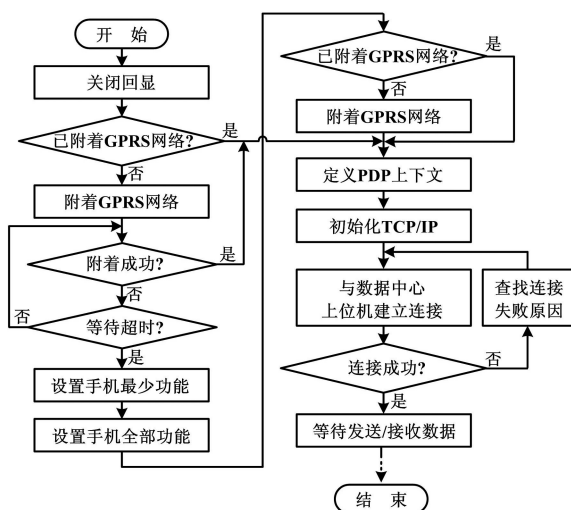 开 始
关闭回显
已附着GPRS网络?
是
否
附着GPRS网络
附着成功?
是
否
等待超时?
否
是
设置手机最少功能
设置手机全部功能
已附着GPRS网络?
是
否
附着GPRS网络
定义PDP上下文
初始化TCP/IP
与数据中心
上位机建立连接
查找连接
失败原因
连接成功?
否
是
等待发送/接收数据
结 束